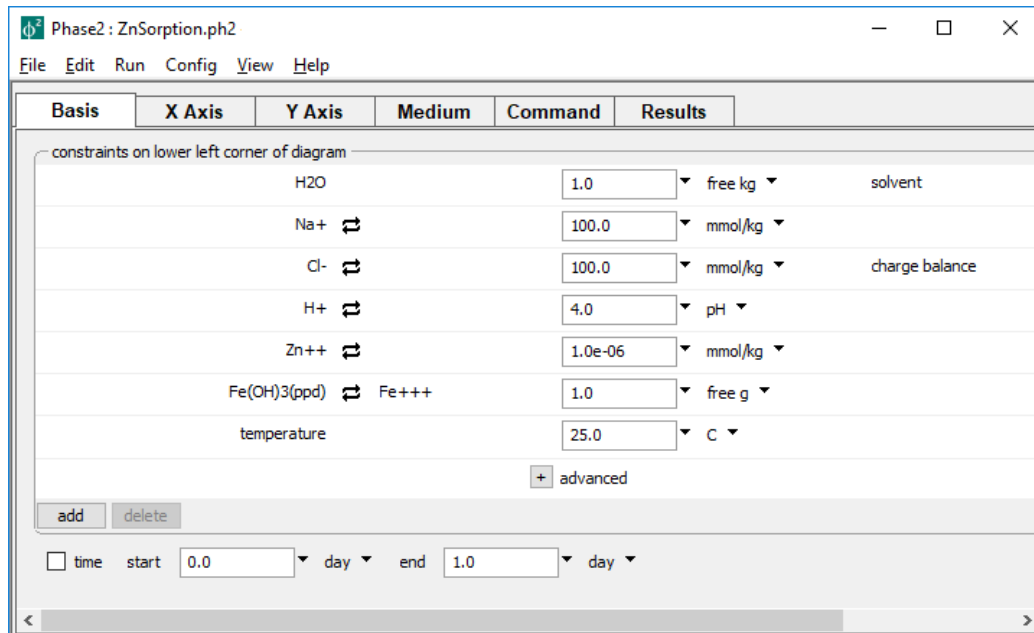 ϕ² Phase2 : ZnSorption.ph2
File Edit Run Config View Help
Basis X Axis Y Axis Medium Command Results
constraints on lower left corner of diagram
H2O 1.0 free kg solvent
Na+ 100.0 mmol/kg
Cl- 100.0 mmol/kg charge balance
H+ 4.0 pH
Zn++ 1.0e-06 mmol/kg
Fe(OH)3(ppd) Fe+++ 1.0 free g
temperature 25.0 C
+ advanced
add delete
time start 0.0 day end 1.0 day